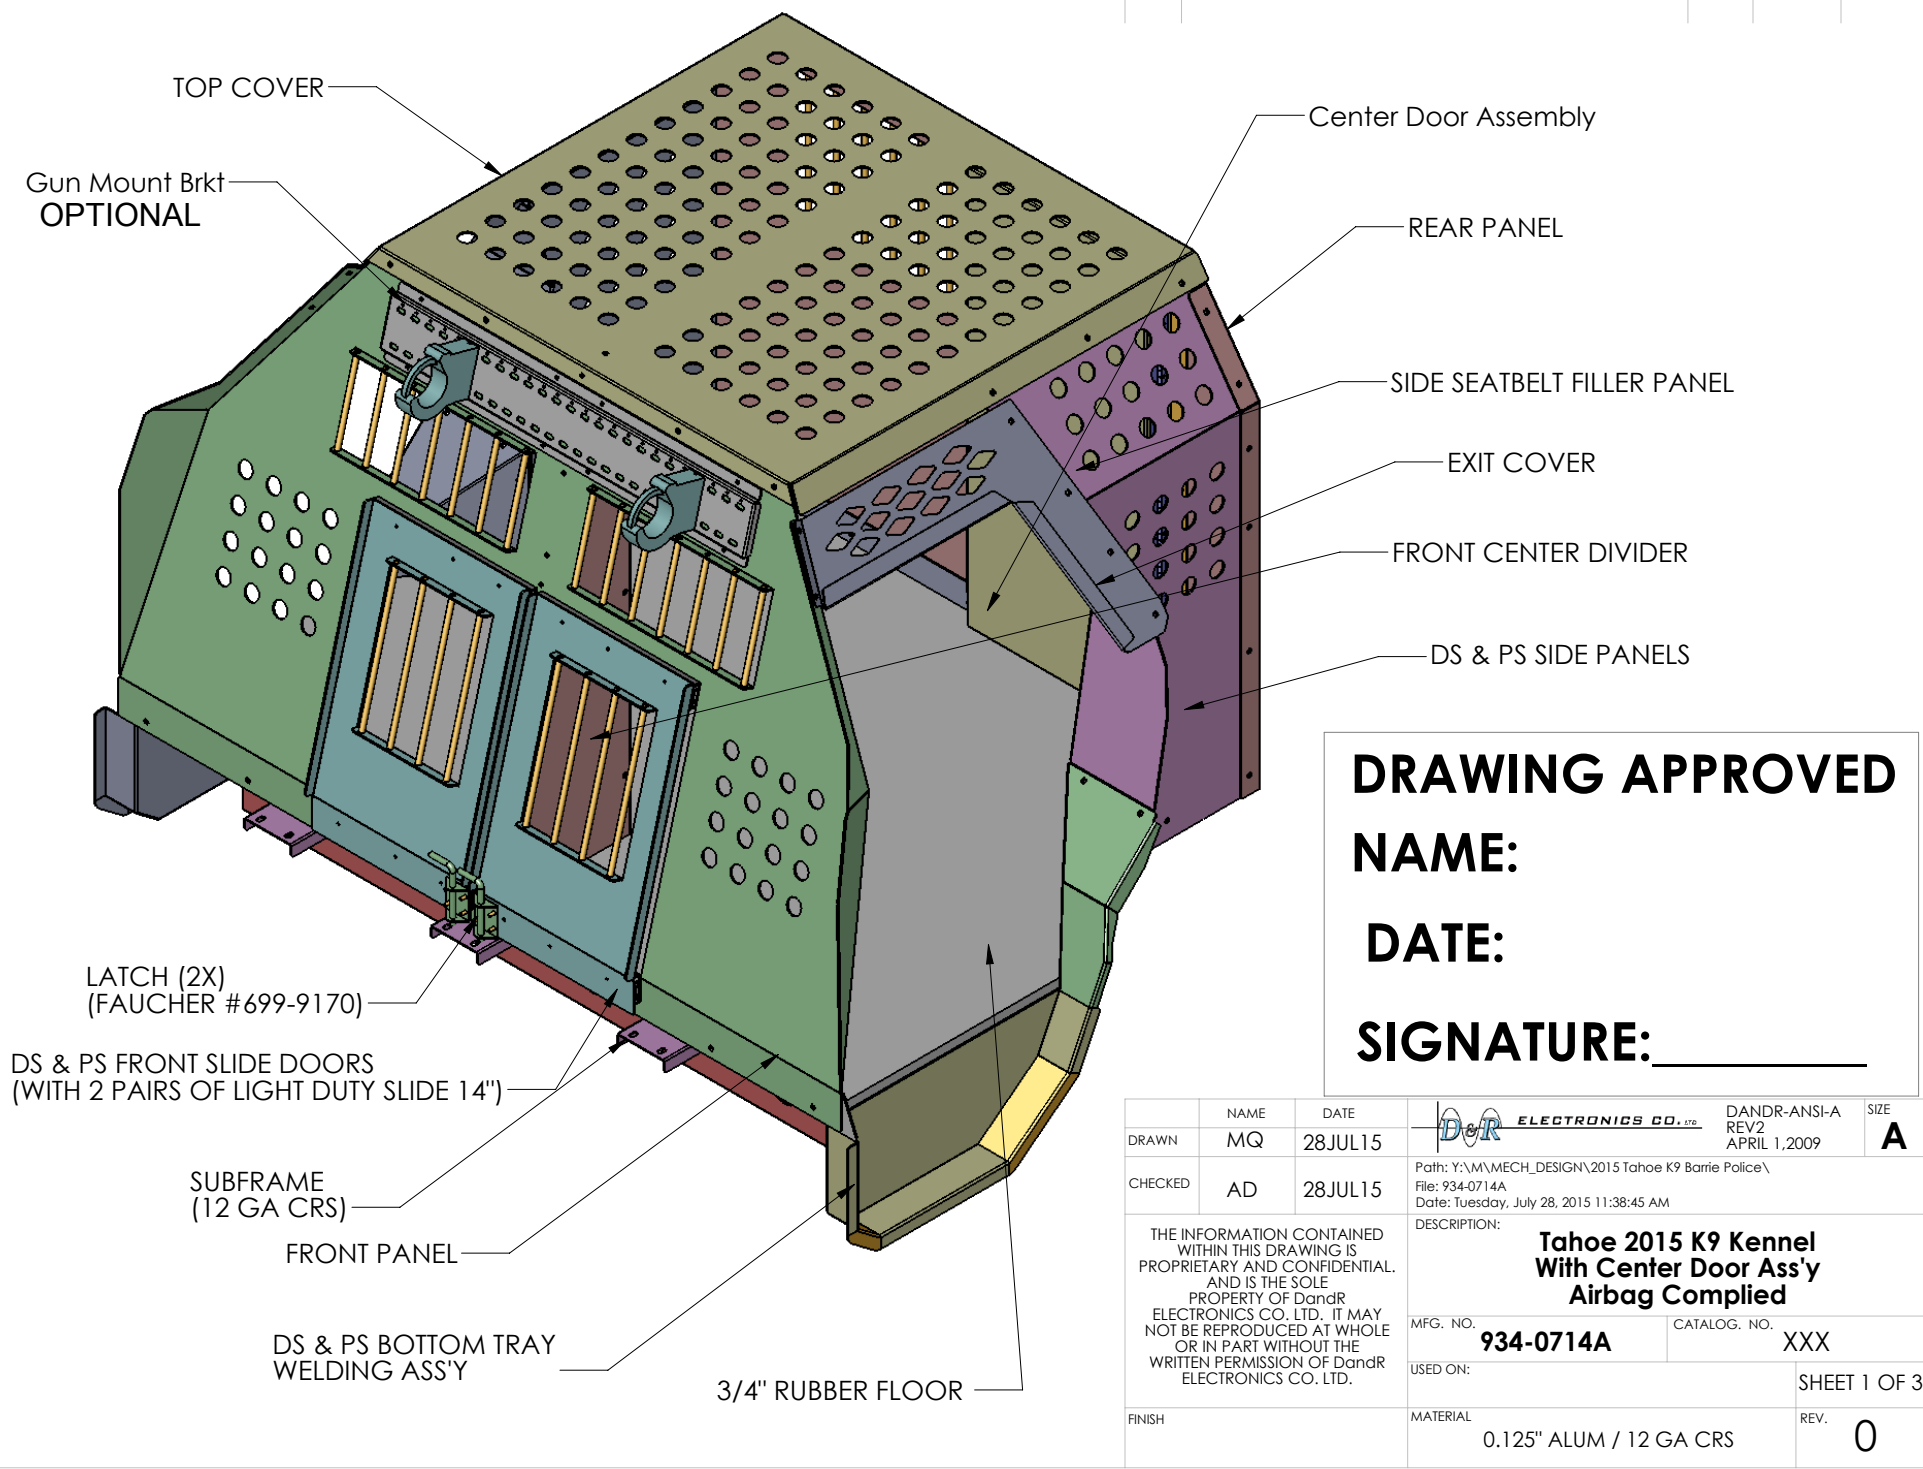 TOP COVER
Gun Mount Brkt
OPTIONAL
Center Door Assembly
REAR PANEL
SIDE SEATBELT FILLER PANEL
EXIT COVER
FRONT CENTER DIVIDER
DS & PS SIDE PANELS
LATCH (2X)
(FAUCHER #699-9170)
DS & PS FRONT SLIDE DOORS
(WITH 2 PAIRS OF LIGHT DUTY SLIDE 14")
SUBFRAME
(12 GA CRS)
FRONT PANEL
DS & PS BOTTOM TRAY
WELDING ASS'Y
3/4" RUBBER FLOOR
DRAWING APPROVED
NAME:
DATE:
SIGNATURE:
NAME DATE
DRAWN MQ 28JUL15
CHECKED AD 28JUL15
D&R ELECTRONICS CO. LTD
DANDR-ANSI-A
REV2
APRIL 1,2009
SIZE
A
Path: Y:\M\MECH_DESIGN\2015 Tahoe K9 Barrie Police\
File: 934-0714A
Date: Tuesday, July 28, 2015 11:38:45 AM
THE INFORMATION CONTAINED
WITHIN THIS DRAWING IS
PROPRIETARY AND CONFIDENTIAL.
AND IS THE SOLE
PROPERTY OF DandR
ELECTRONICS CO. LTD. IT MAY
NOT BE REPRODUCED AT WHOLE
OR IN PART WITHOUT THE
WRITTEN PERMISSION OF DandR
ELECTRONICS CO. LTD.
DESCRIPTION:
Tahoe 2015 K9 Kennel
With Center Door Ass'y
Airbag Complied
MFG. NO. 934-0714A
CATALOG. NO. XXX
USED ON:
SHEET 1 OF 3
FINISH
MATERIAL
0.125" ALUM / 12 GA CRS
REV. 0